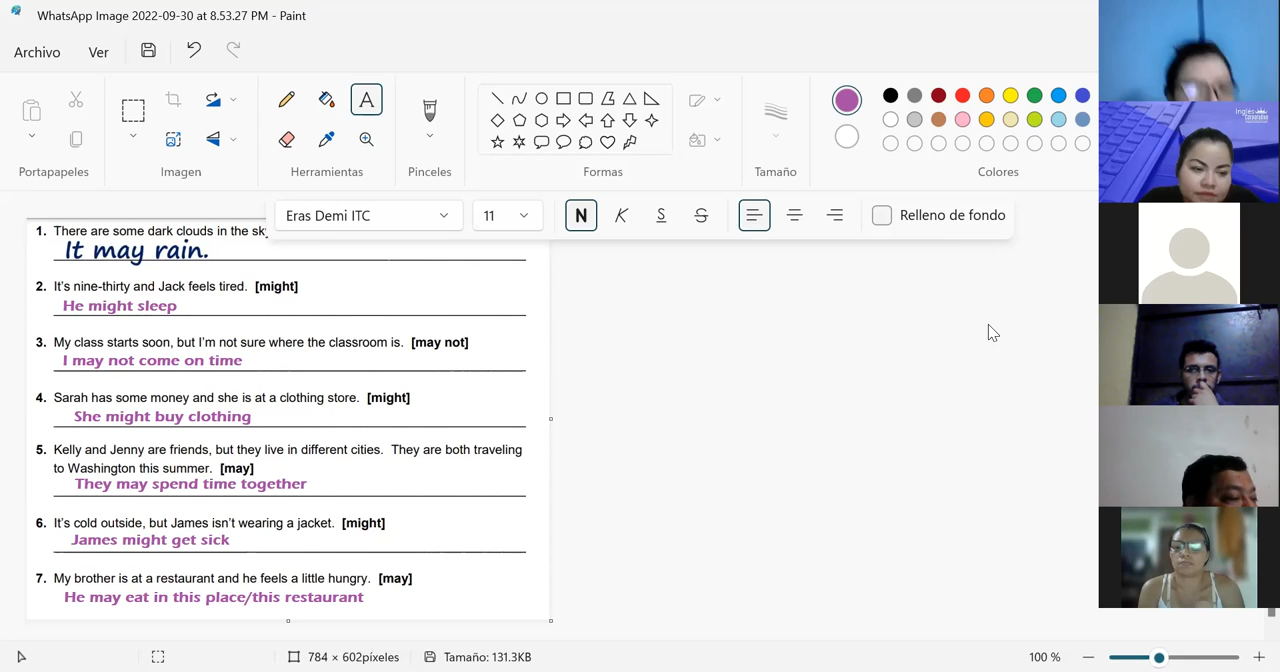 WhatsApp Image 2022-09-30 at 8.53.27 PM - Paint
Archivo Ver
Portapapeles Imagen Herramientas Pinceles Formas Tamaño Colores
A
Eras Demi ITC 11 N K S S Relleno de fondo
Inglés
1. There are some dark clouds in the sky
It may rain.
2. It's nine-thirty and Jack feels tired. [might]
He might sleep
3. My class starts soon, but I'm not sure where the classroom is. [may not]
I may not come on time
4. Sarah has some money and she is at a clothing store. [might]
She might buy clothing
5. Kelly and Jenny are friends, but they live in different cities. They are both traveling
to Washington this summer. [may]
They may spend time together
6. It's cold outside, but James isn't wearing a jacket. [might]
James might get sick
7. My brother is at a restaurant and he feels a little hungry. [may]
He may eat in this place/this restaurant
784 × 602píxeles Tamaño: 131.3KB 100 %